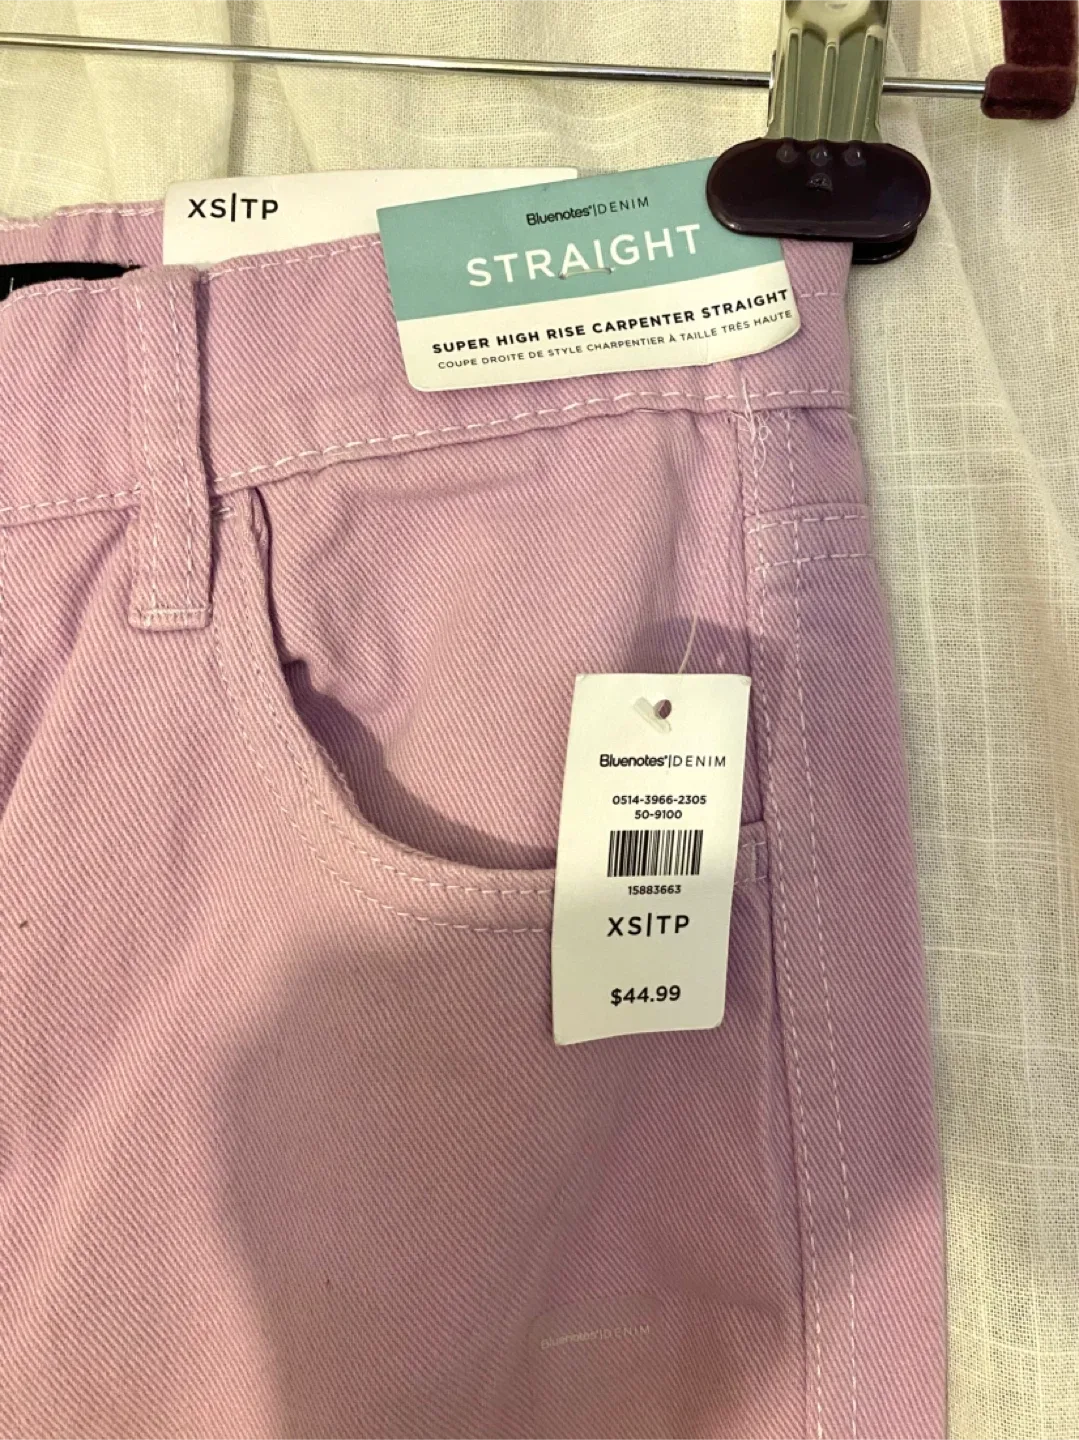 XS|TP
Bluenotes®|DENIM
STRAIGHT
SUPER HIGH RISE CARPENTER STRAIGHT
COUPE DROITE DE STYLE CHARPENTIER À TAILLE TRÈS HAUTE
Bluenotes®|DENIM
0514-3966-2305
50-9100
15883663
XS|TP
$44.99
Bluenotes®|DENIM